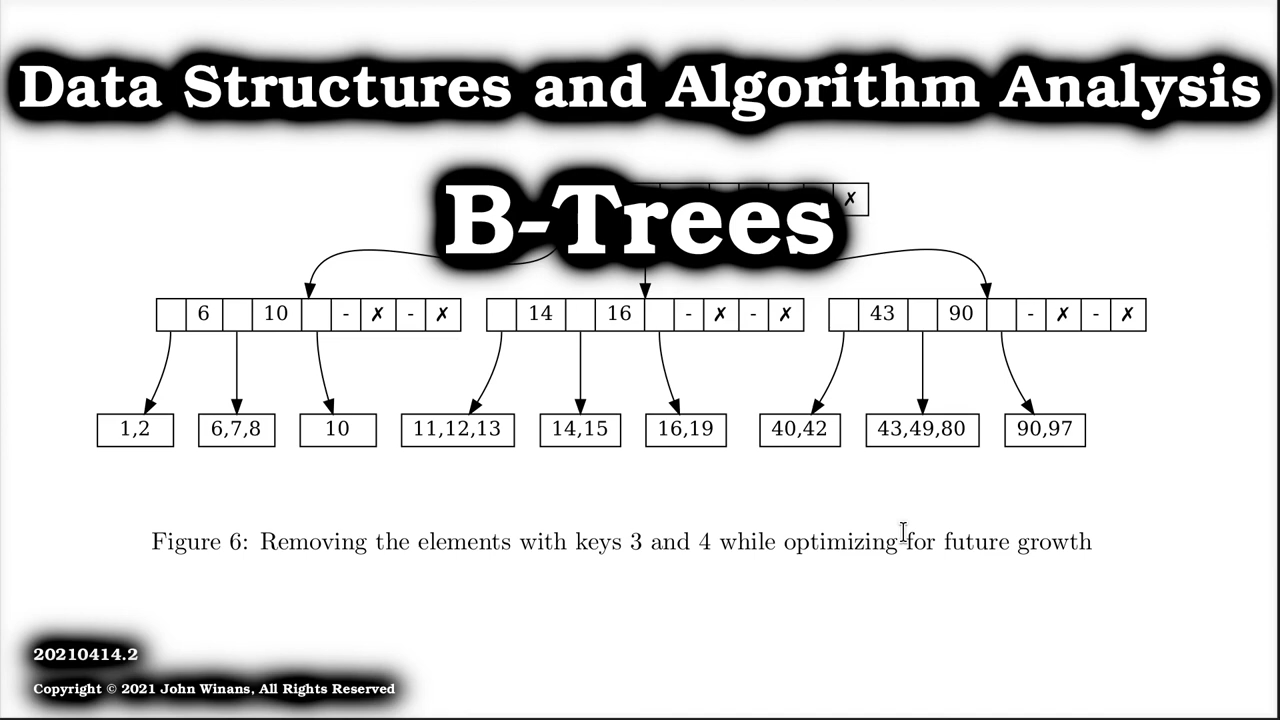 Data Structures and Algorithm Analysis
B-Trees
✗
6 10 - ✗ - ✗ 14 16 - ✗ - ✗ 43 90 - ✗ - ✗
1,2 6,7,8 10 11,12,13 14,15 16,19 40,42 43,49,80 90,97
Figure 6: Removing the elements with keys 3 and 4 while optimizing for future growth
20210414.2
Copyright © 2021 John Winans, All Rights Reserved